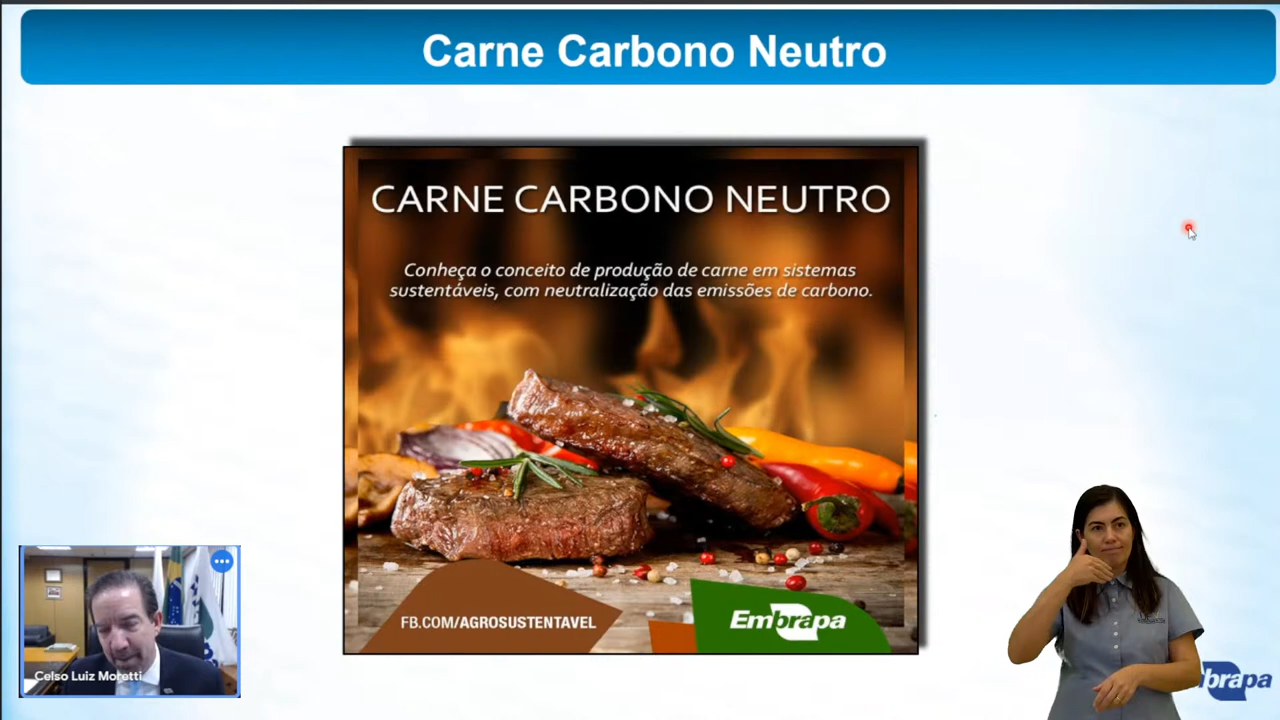 Carne Carbono Neutro
CARNE CARBONO NEUTRO
Conheça o conceito de produção de carne em sistemas
sustentáveis, com neutralização das emissões de carbono.
FB.COM/AGROSUSTENTAVEL
Embrapa
Celso Luiz Moretti
brapa